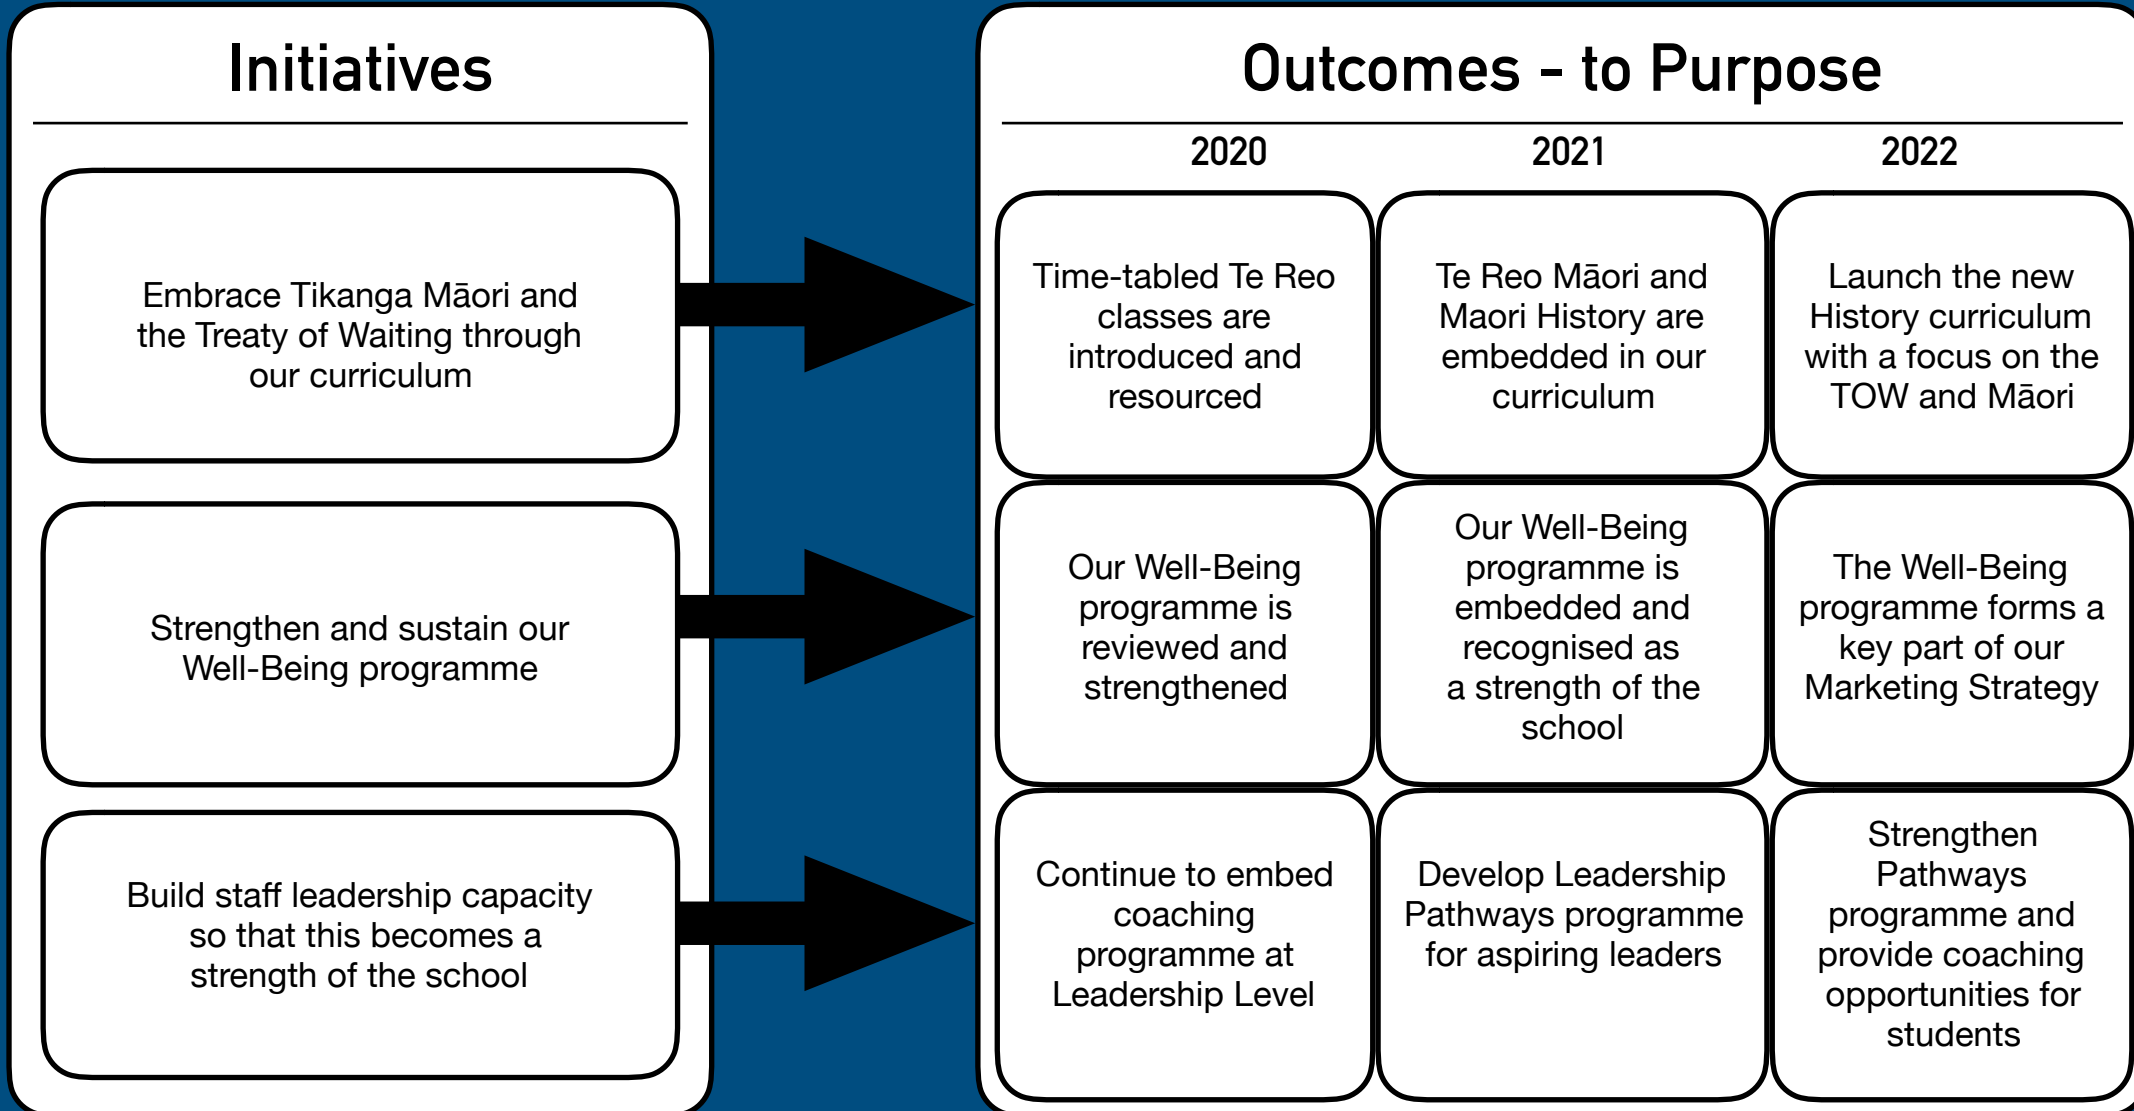 Initiatives
Embrace Tikanga Māori and
the Treaty of Waiting through
our curriculum
Strengthen and sustain our
Well-Being programme
Build staff leadership capacity
so that this becomes a
strength of the school
Outcomes - to Purpose
2020
2021
2022
Time-tabled Te Reo
classes are
introduced and
resourced
Te Reo Māori and
Maori History are
embedded in our
curriculum
Launch the new
History curriculum
with a focus on the
TOW and Māori
Our Well-Being
programme is
reviewed and
strengthened
Our Well-Being
programme is
embedded and
recognised as
a strength of the
school
The Well-Being
programme forms a
key part of our
Marketing Strategy
Continue to embed
coaching
programme at
Leadership Level
Develop Leadership
Pathways programme
for aspiring leaders
Strengthen
Pathways
programme and
provide coaching
opportunities for
students